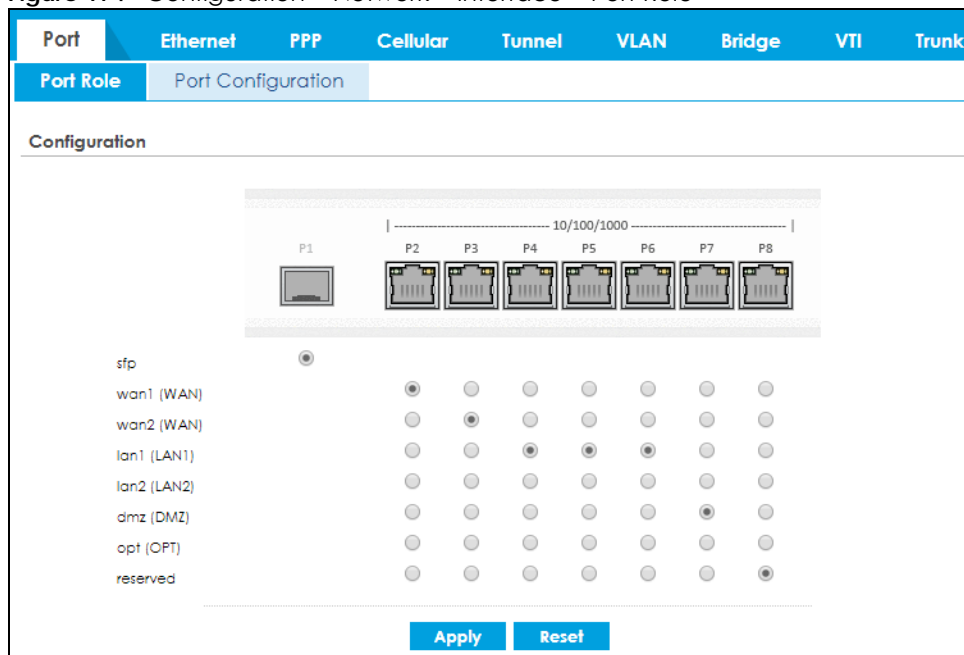 Port Ethernet PPP Cellular Tunnel VLAN Bridge VTI Trunk
Port Role Port Configuration
Configuration
10/100/1000
P1 P2 P3 P4 P5 P6 P7 P8
sfp
wan1 (WAN)
wan2 (WAN)
lan1 (LAN1)
lan2 (LAN2)
dmz (DMZ)
opt (OPT)
reserved
Apply Reset